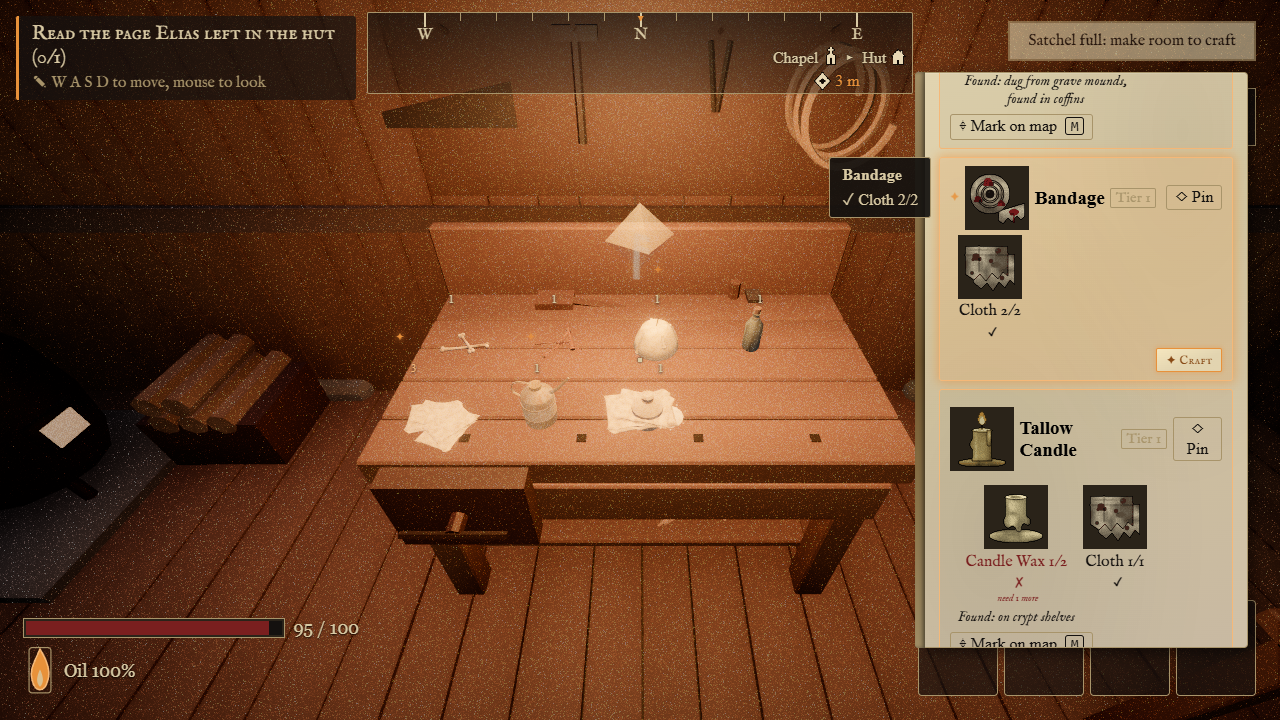 Read the page Elias left in the hut
(0/1)
W A S D to move, mouse to look
W
N
E
Chapel
Hut
3 m
Satchel full: make room to craft
Found: dug from grave mounds,
found in coffins
Mark on map M
Bandage
✓ Cloth 2/2
Bandage
Tier 1
Pin
Cloth 2/2
✓
Craft
Tallow
Candle
Tier 1
Pin
Candle Wax 1/2
✗
need 1 more
Cloth 1/1
✓
Found: on crypt shelves
Mark on map M
1
1
1
1
3
1
1
95 / 100
Oil 100%